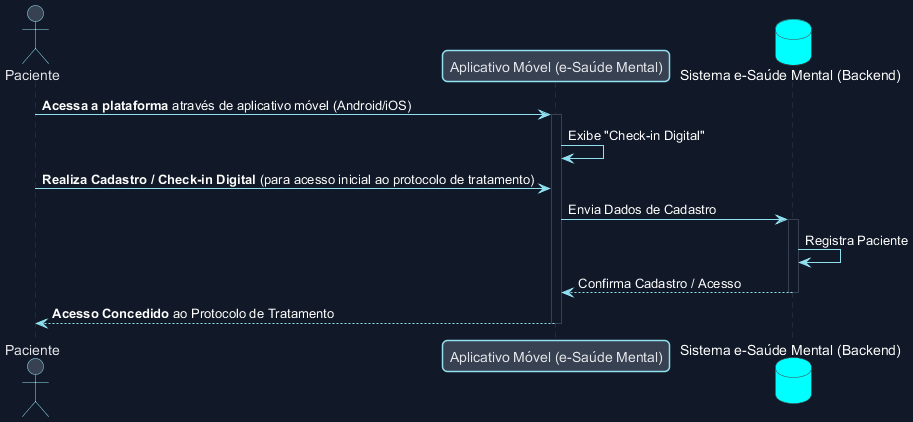 Paciente
Aplicativo Móvel (e-Saúde Mental)
Sistema e-Saúde Mental (Backend)
Acessa a plataforma através de aplicativo móvel (Android/iOS)
Exibe "Check-in Digital"
Realiza Cadastro / Check-in Digital (para acesso inicial ao protocolo de tratamento)
Envia Dados de Cadastro
Registra Paciente
Confirma Cadastro / Acesso
Acesso Concedido ao Protocolo de Tratamento
Paciente
Aplicativo Móvel (e-Saúde Mental)
Sistema e-Saúde Mental (Backend)